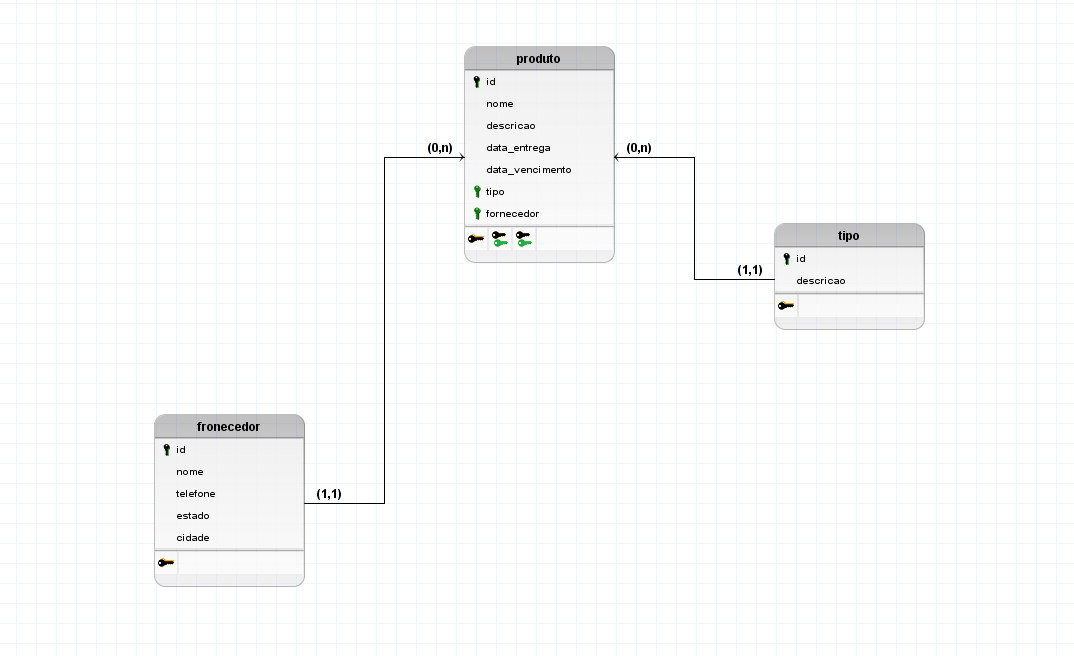 produto
id
nome
descricao
data_entrega
data_vencimento
tipo
fornecedor
(0,n)
(0,n)
tipo
id
descricao
(1,1)
fronecedor
id
nome
telefone
estado
cidade
(1,1)